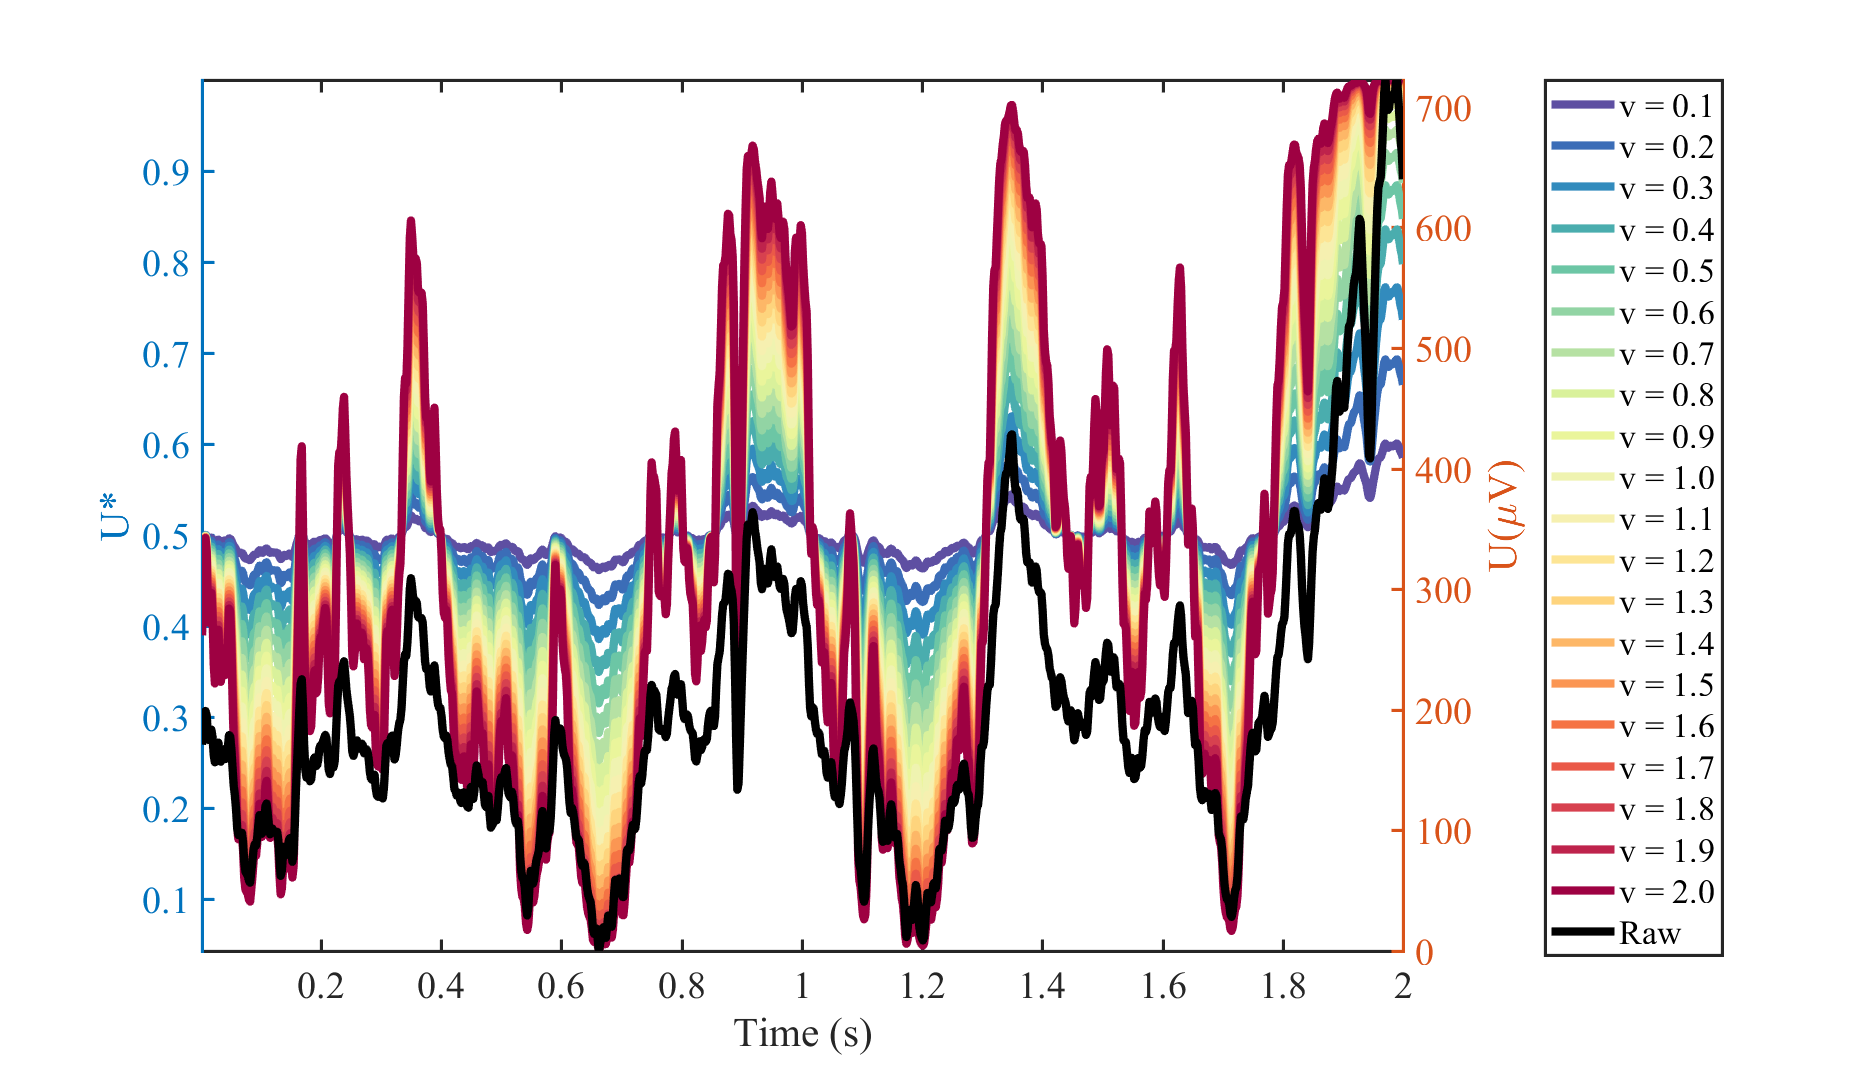 0.9
0.8
0.7
0.6
0.5
0.4
0.3
0.2
0.1
U*
700
600
500
400
300
200
100
0
U(μV)
0.2 0.4 0.6 0.8 1 1.2 1.4 1.6 1.8 2
Time (s)
v = 0.1
v = 0.2
v = 0.3
v = 0.4
v = 0.5
v = 0.6
v = 0.7
v = 0.8
v = 0.9
v = 1.0
v = 1.1
v = 1.2
v = 1.3
v = 1.4
v = 1.5
v = 1.6
v = 1.7
v = 1.8
v = 1.9
v = 2.0
Raw